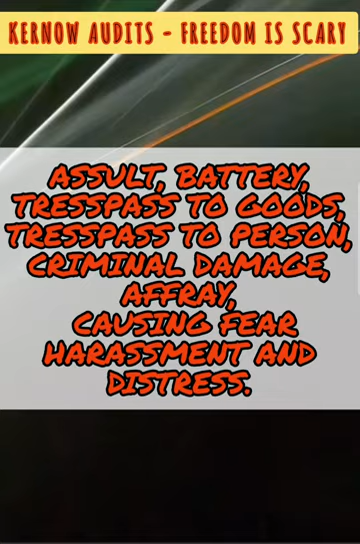 KERNOW AUDITS - FREEDOM IS SCARY
ASSULT, BATTERY,
TRESSPASS TO GOODS,
TRESSPASS TO PERSON,
CRIMINAL DAMAGE,
AFFRAY,
CAUSING FEAR
HARASSMENT AND
DISTRESS.